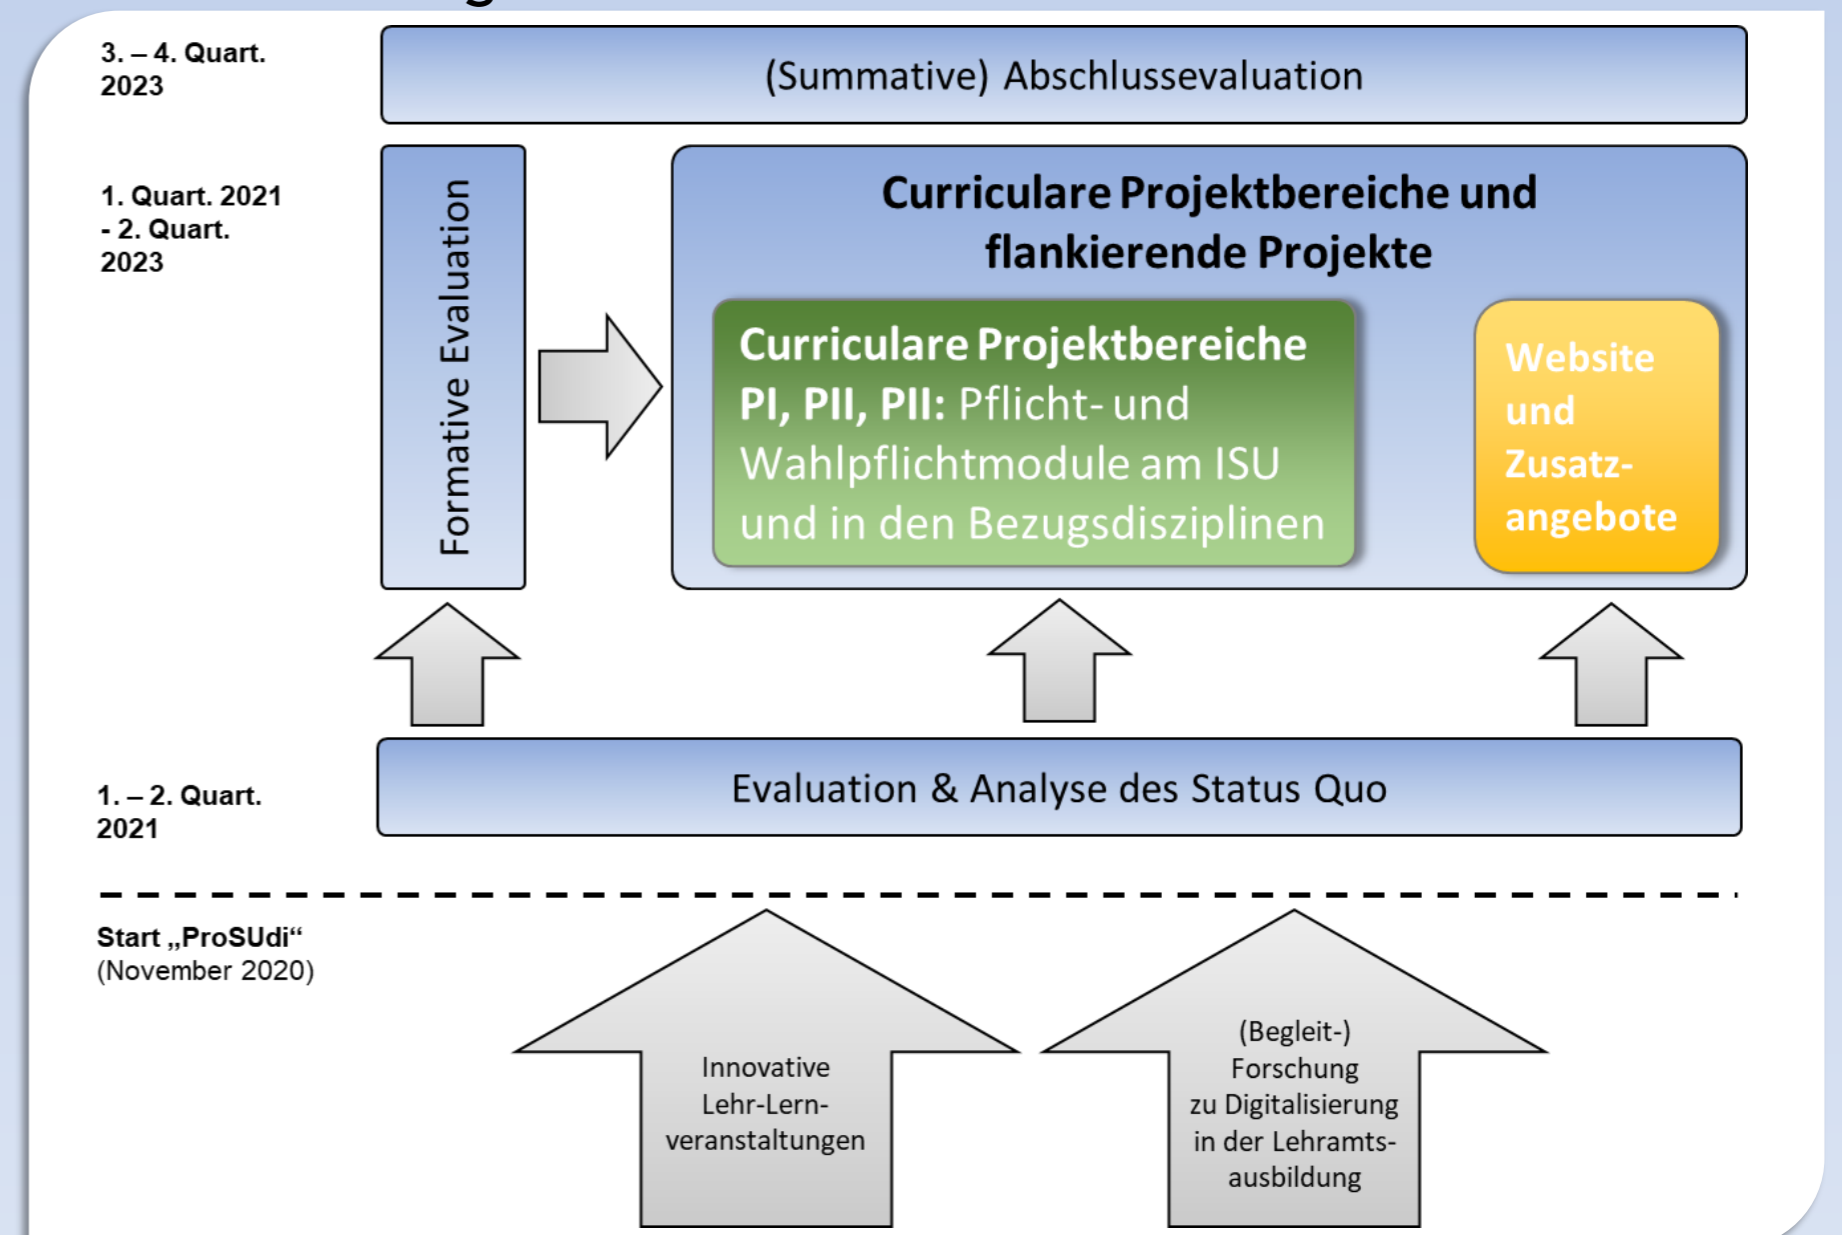 3. – 4. Quart.
2023
(Summative) Abschlussevaluation
1. Quart. 2021
- 2. Quart.
2023
Formative Evaluation
Curriculare Projektbereiche und
flankierende Projekte
Curriculare Projektbereiche
PI, PII, PII: Pflicht- und
Wahlpflichtmodule am ISU
und in den Bezugsdisziplinen
Website
und
Zusatz-
angebote
1. – 2. Quart.
2021
Evaluation & Analyse des Status Quo
Start „ProSUdi“
(November 2020)
Innovative
Lehr-Lern-
veranstaltungen
(Begleit-)
Forschung
zu Digitalisierung
in der Lehramts-
ausbildung